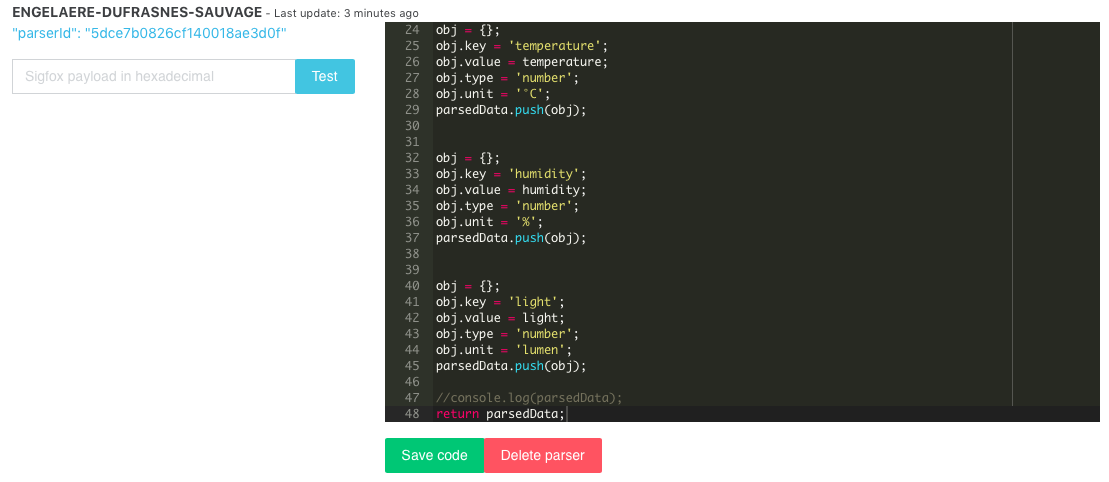 ENGELAERE-DUFRASNES-SAUVAGE - Last update: 3 minutes ago
"parserId": "5dce7b0826cf140018ae3d0f"
Sigfox payload in hexadecimal Test
24 obj = {};
25 obj.key = 'temperature';
26 obj.value = temperature;
27 obj.type = 'number';
28 obj.unit = '°C';
29 parsedData.push(obj);
30
31
32 obj = {};
33 obj.key = 'humidity';
34 obj.value = humidity;
35 obj.type = 'number';
36 obj.unit = '%';
37 parsedData.push(obj);
38
39
40 obj = {};
41 obj.key = 'light';
42 obj.value = light;
43 obj.type = 'number';
44 obj.unit = 'lumen';
45 parsedData.push(obj);
46
47 //console.log(parsedData);
48 return parsedData;
Save code Delete parser